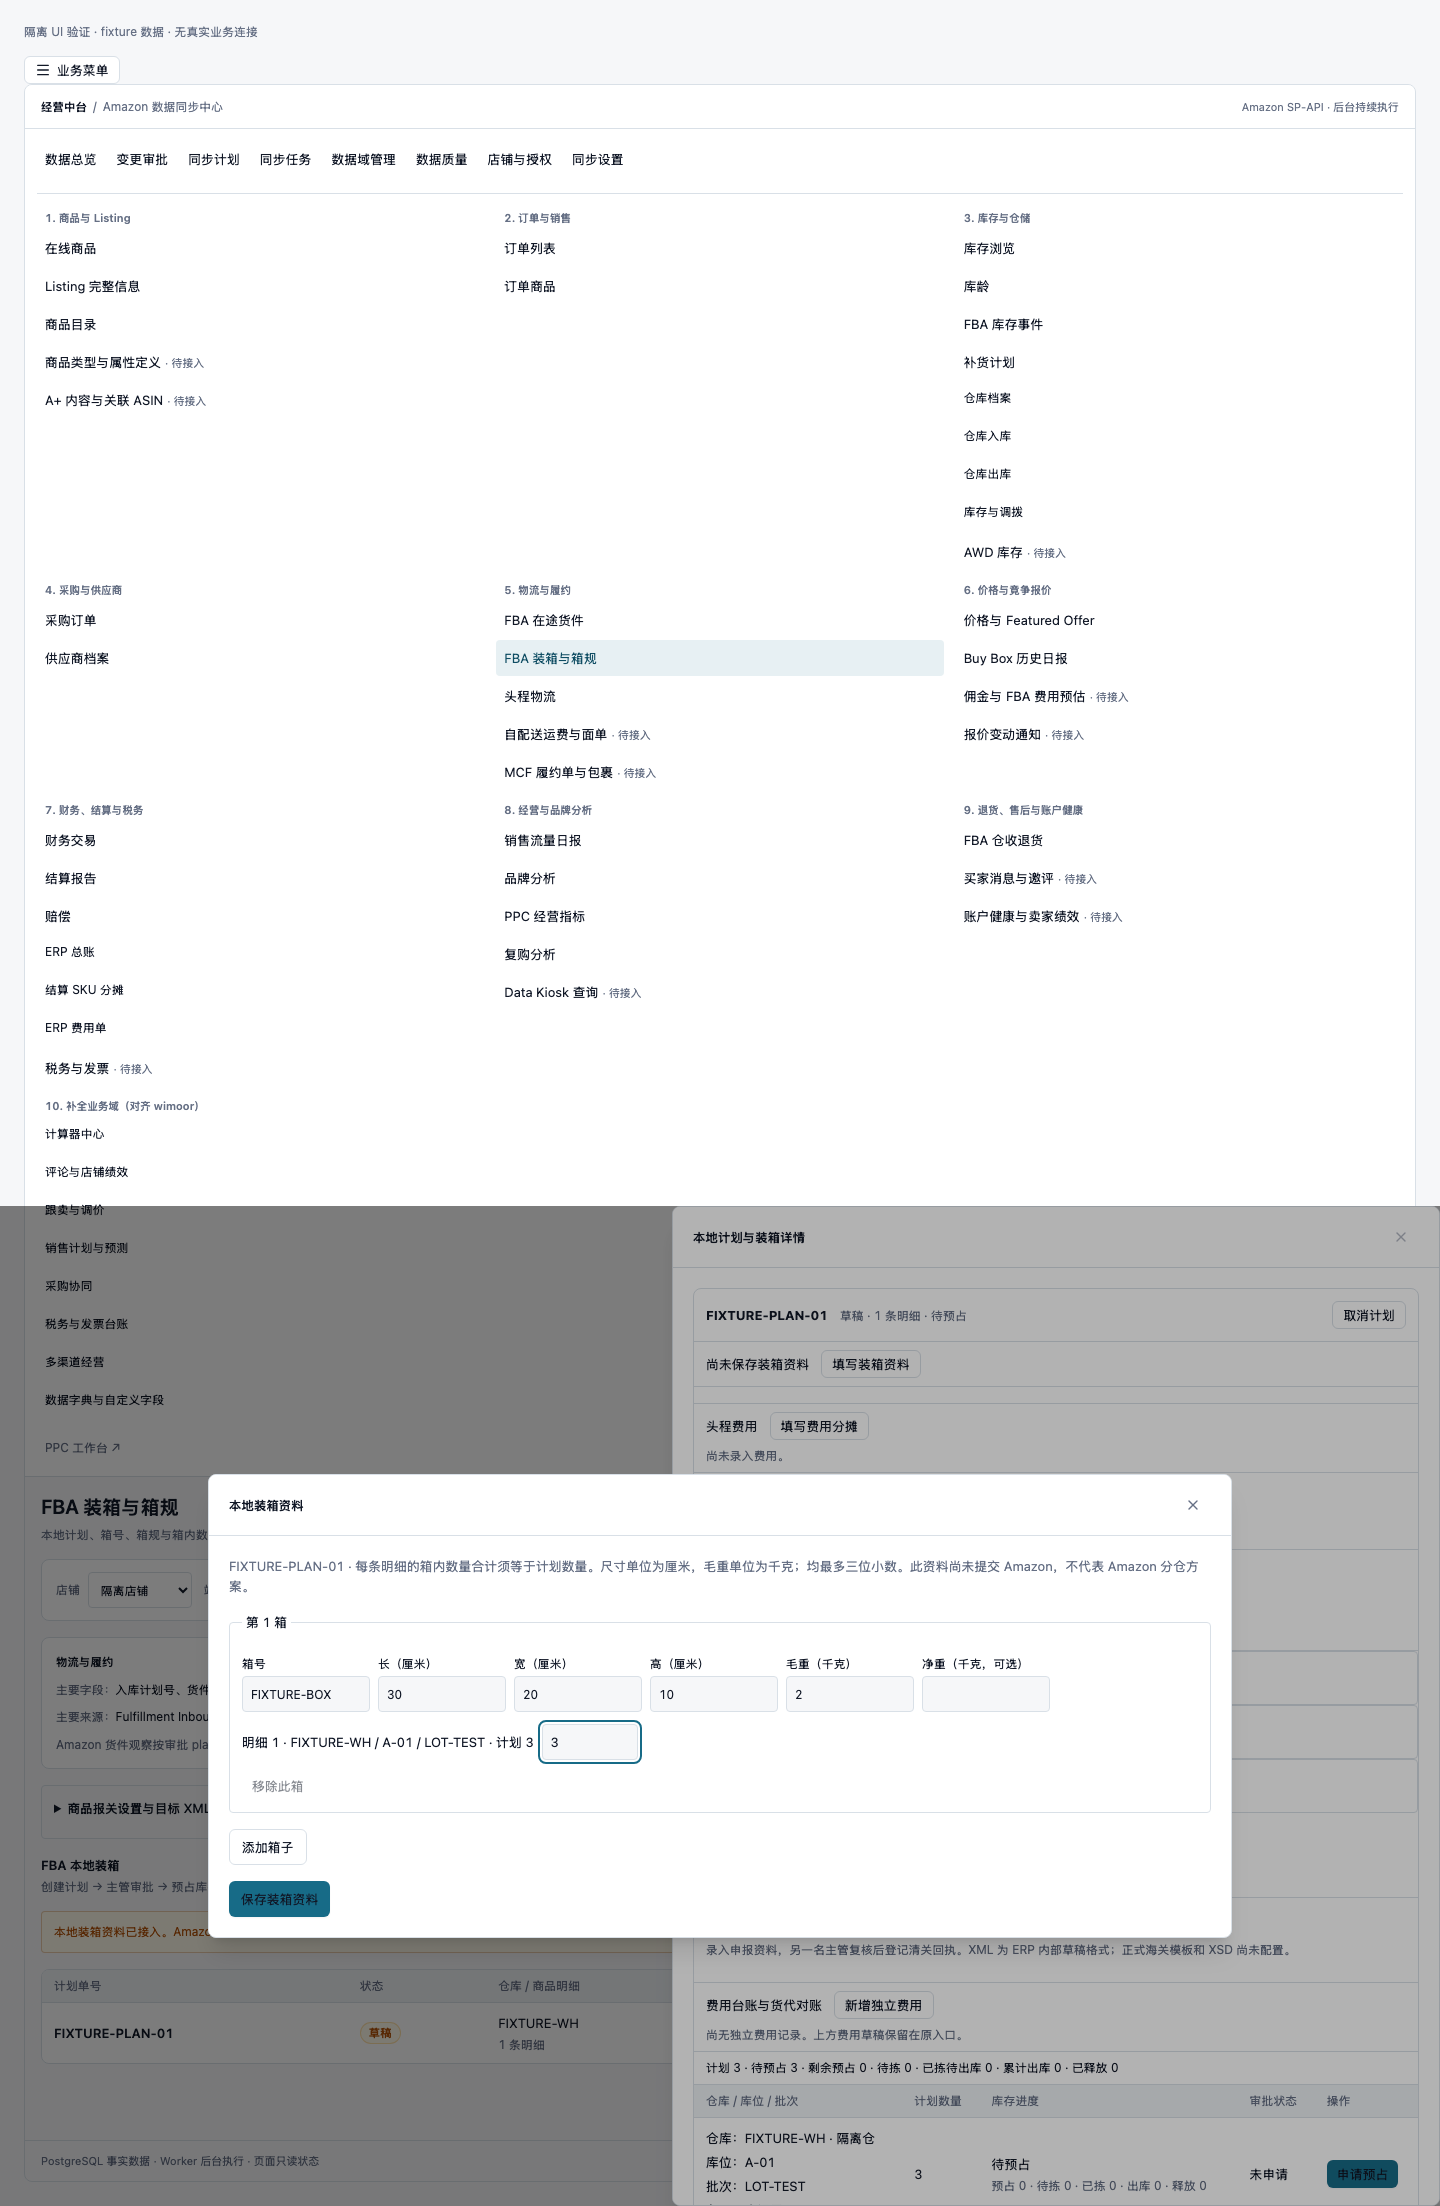 隔离 UI 验证 · fixture 数据 · 无真实业务连接
☰ 业务菜单
经营中台 / Amazon 数据同步中心
Amazon SP-API · 后台持续执行
数据总览 变更审批 同步计划 同步任务 数据域管理 数据质量 店铺与授权 同步设置
1. 商品与 Listing
在线商品
Listing 完整信息
商品目录
商品类型与属性定义 · 待接入
A+ 内容与关联 ASIN · 待接入
2. 订单与销售
订单列表
订单商品
3. 库存与仓储
库存浏览
库龄
FBA 库存事件
补货计划
仓库档案
仓库入库
仓库出库
库存与调拨
AWD 库存 · 待接入
4. 采购与供应商
采购订单
供应商档案
5. 物流与履约
FBA 在途货件
FBA 装箱与箱规
头程物流
自配送运费与面单 · 待接入
MCF 履约单与包裹 · 待接入
6. 价格与竞争报价
价格与 Featured Offer
Buy Box 历史日报
佣金与 FBA 费用预估 · 待接入
报价变动通知 · 待接入
7. 财务、结算与税务
财务交易
结算报告
赔偿
ERP 总账
结算 SKU 分摊
ERP 费用单
税务与发票 · 待接入
8. 经营与品牌分析
销售流量日报
品牌分析
PPC 经营指标
复购分析
Data Kiosk 查询 · 待接入
9. 退货、售后与账户健康
FBA 仓收退货
买家消息与邀评 · 待接入
账户健康与卖家绩效 · 待接入
10. 补全业务域（对齐 wimoor）
计算器中心
评论与店铺绩效
跟卖与调价
销售计划与预测
采购协同
税务与发票台账
多渠道经营
数据字典与自定义字段
PPC 工作台 ↗
FBA 装箱与箱规
本地计划、箱号、箱规与箱内数
店铺 隔离店铺
物流与履约
主要字段：入库计划号、货件
主要来源：Fulfillment Inbou
Amazon 货件观察按审批 pla
▶ 商品报关设置与目标 XML
FBA 本地装箱
创建计划 → 主管审批 → 预占库
本地装箱资料已接入。Amaz
计划单号 状态 仓库 / 商品明细
FIXTURE-PLAN-01 草稿 FIXTURE-WH
1 条明细
PostgreSQL 事实数据 · Worker 后台执行 · 页面只读状态
本地计划与装箱详情 ×
FIXTURE-PLAN-01 草稿 · 1 条明细 · 待预占 取消计划
尚未保存装箱资料 填写装箱资料
头程费用 填写费用分摊
尚未录入费用。
本地装箱资料 ×
FIXTURE-PLAN-01 · 每条明细的箱内数量合计须等于计划数量。尺寸单位为厘米，毛重单位为千克；均最多三位小数。此资料尚未提交 Amazon，不代表 Amazon 分仓方
案。
第 1 箱
箱号 长（厘米） 宽（厘米） 高（厘米） 毛重（千克） 净重（千克，可选）
FIXTURE-BOX 30 20 10 2
明细 1 · FIXTURE-WH / A-01 / LOT-TEST · 计划 3 3
移除此箱
添加箱子
保存装箱资料
录入申报资料，另一名主管复核后登记清关回执。XML 为 ERP 内部草稿格式；正式海关模板和 XSD 尚未配置。
费用台账与货代对账 新增独立费用
尚无独立费用记录。上方费用草稿保留在原入口。
计划 3 · 待预占 3 · 剩余预占 0 · 待拣 0 · 已拣待出库 0 · 累计出库 0 · 已释放 0
仓库 / 库位 / 批次 计划数量 库存进度 审批状态 操作
仓库： FIXTURE-WH · 隔离仓
库位： A-01
批次： LOT-TEST
3
待预占
预占 0 · 待拣 0 · 已拣 0 · 出库 0 · 释放 0
未申请
申请预占